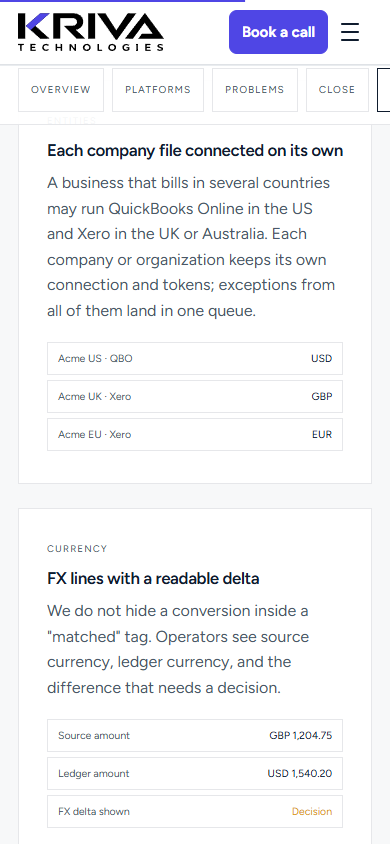 KRIVA
TECHNOLOGIES
Book a call
OVERVIEW
PLATFORMS
PROBLEMS
CLOSE
ENTITIES
Each company file connected on its own
A business that bills in several countries
may run QuickBooks Online in the US
and Xero in the UK or Australia. Each
company or organization keeps its own
connection and tokens; exceptions from
all of them land in one queue.
Acme US · QBO USD
Acme UK · Xero GBP
Acme EU · Xero EUR
CURRENCY
FX lines with a readable delta
We do not hide a conversion inside a
"matched" tag. Operators see source
currency, ledger currency, and the
difference that needs a decision.
Source amount GBP 1,204.75
Ledger amount USD 1,540.20
FX delta shown Decision